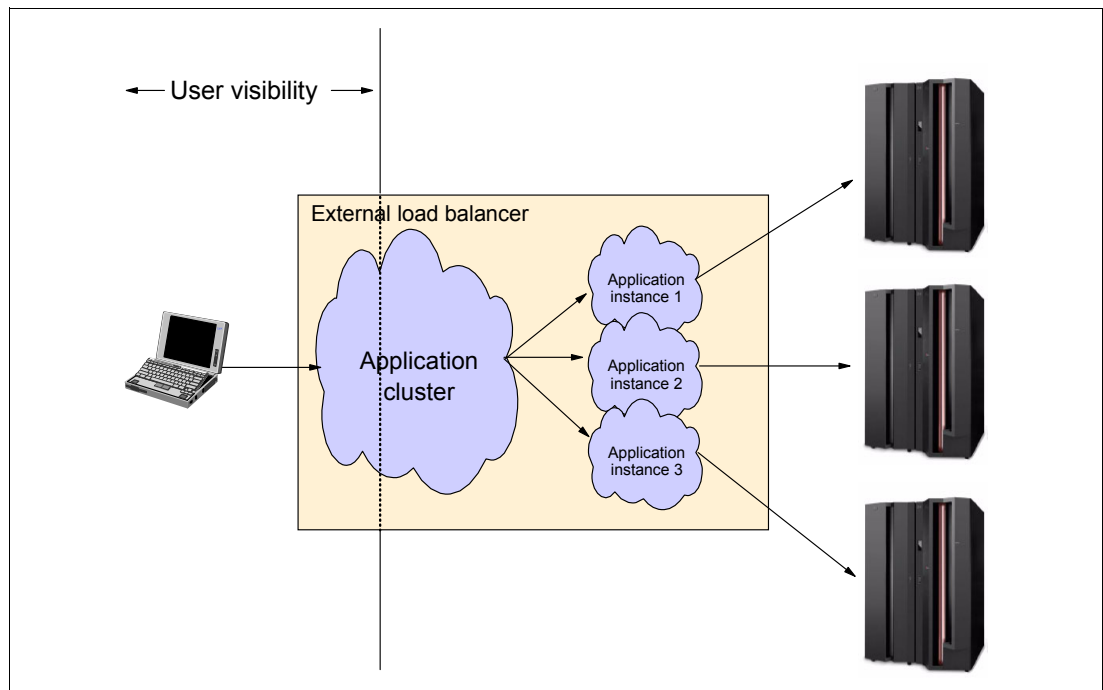 User visibility
External load balancer
Application
cluster
Application
instance 1
Application
instance 2
Application
instance 3